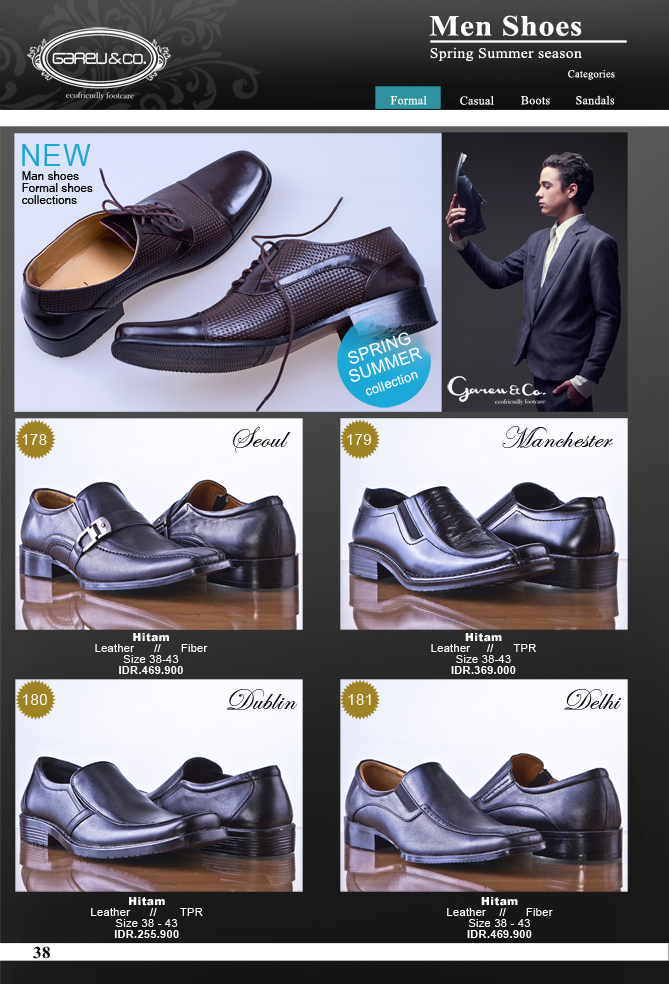 GAREU&CO.
ecofriendly footcare
Men Shoes
Spring Summer season
Categories
Formal Casual Boots Sandals
NEW
Man shoes
Formal shoes
collections
SPRING
SUMMER
collection
Gareu & Co.
ecofriendly footcare
178 Seoul
179 Manchester
Hitam
Leather // Fiber
Size 38-43
IDR.469.900
Hitam
Leather // TPR
Size 38-43
IDR.369.000
180 Dublin
181 Delhi
Hitam
Leather // TPR
Size 38 - 43
IDR.255.900
Hitam
Leather // Fiber
Size 38 - 43
IDR.469.900
38